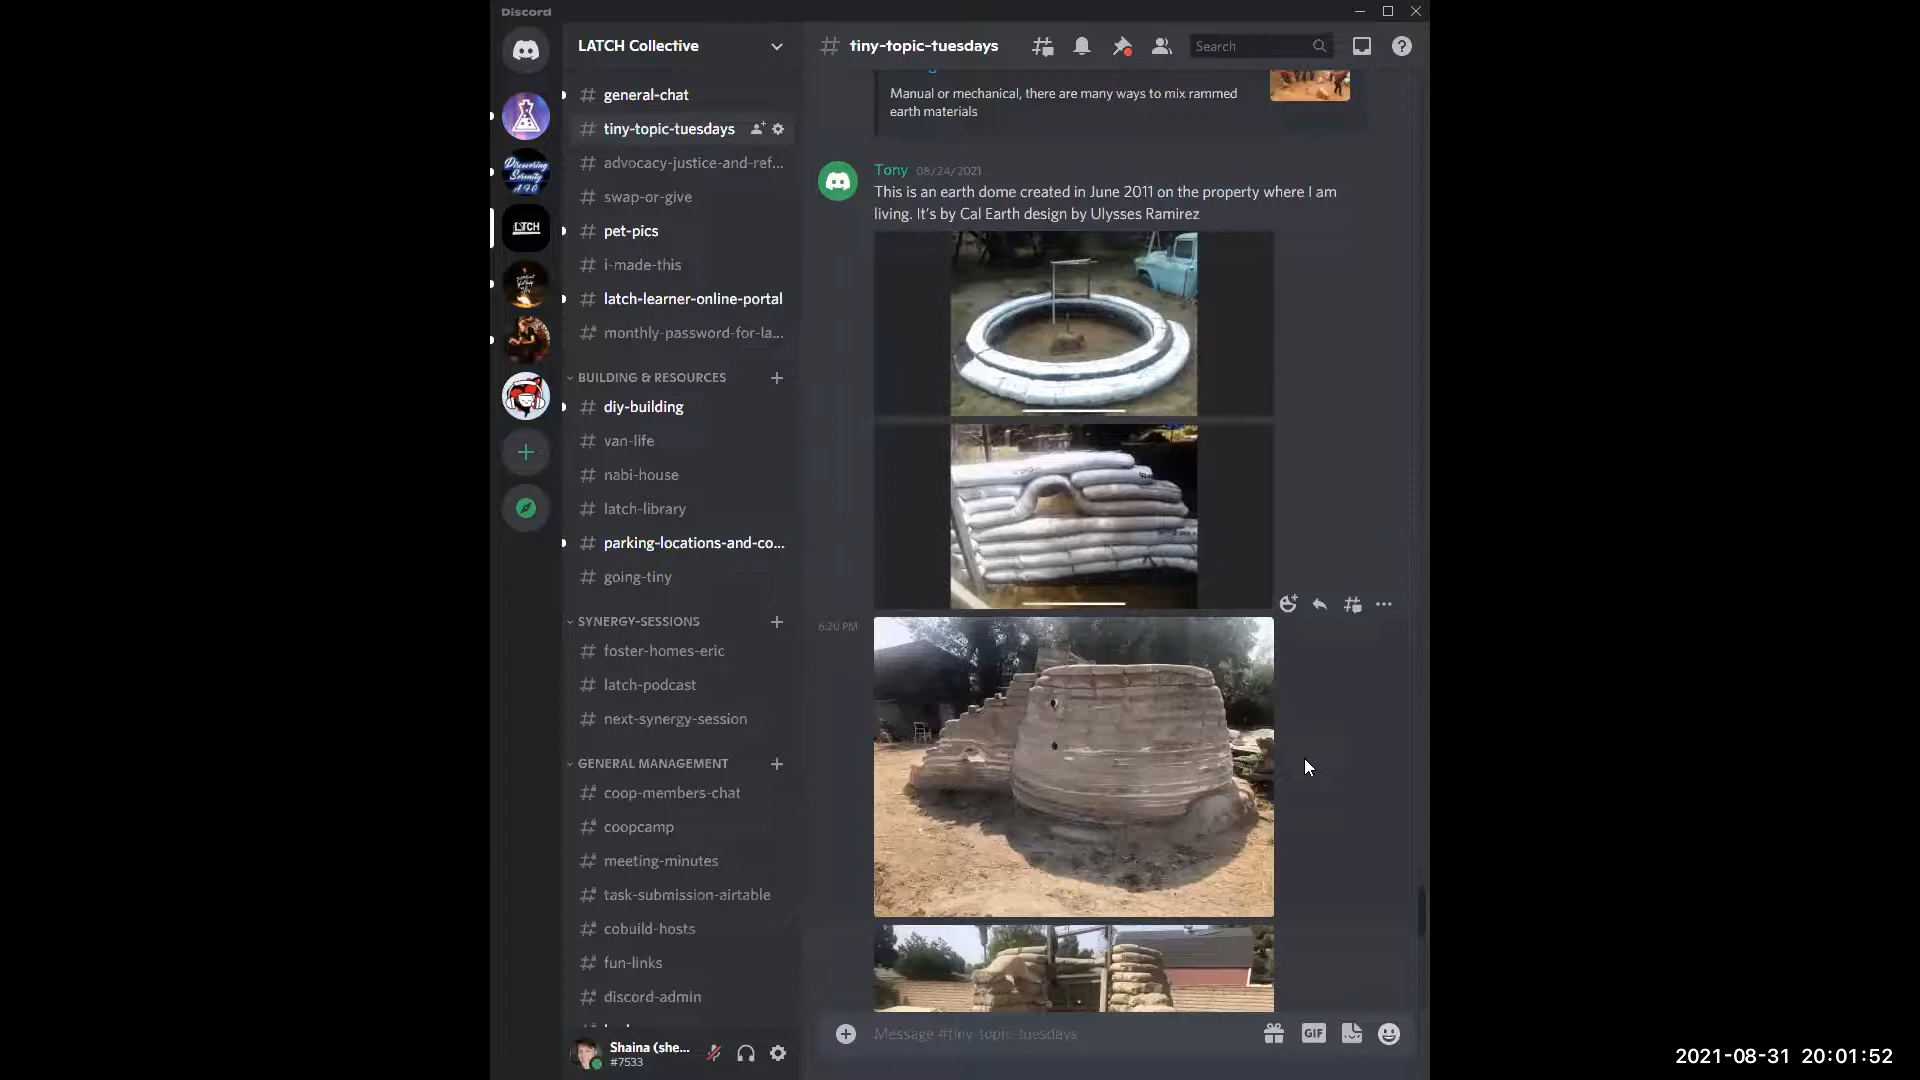 Discord
LATCH Collective
tiny-topic-tuesdays
Search
general-chat
tiny-topic-tuesdays
advocacy-justice-and-ref...
swap-or-give
pet-pics
i-made-this
latch-learner-online-portal
monthly-password-for-la...
BUILDING & RESOURCES
diy-building
van-life
nabi-house
latch-library
parking-locations-and-co...
going-tiny
SYNERGY-SESSIONS
foster-homes-eric
latch-podcast
next-synergy-session
GENERAL MANAGEMENT
coop-members-chat
coopcamp
meeting-minutes
task-submission-airtable
cobuild-hosts
fun-links
discord-admin
Shaina (she...
#7533
Discovering
Serenity
LATCH
Manual or mechanical, there are many ways to mix rammed
earth materials
Tony 08/24/2021
This is an earth dome created in June 2011 on the property where I am
living. It's by Cal Earth design by Ulysses Ramirez
6:20 PM
Message #tiny-topic-tuesdays
GIF
2021-08-31 20:01:52